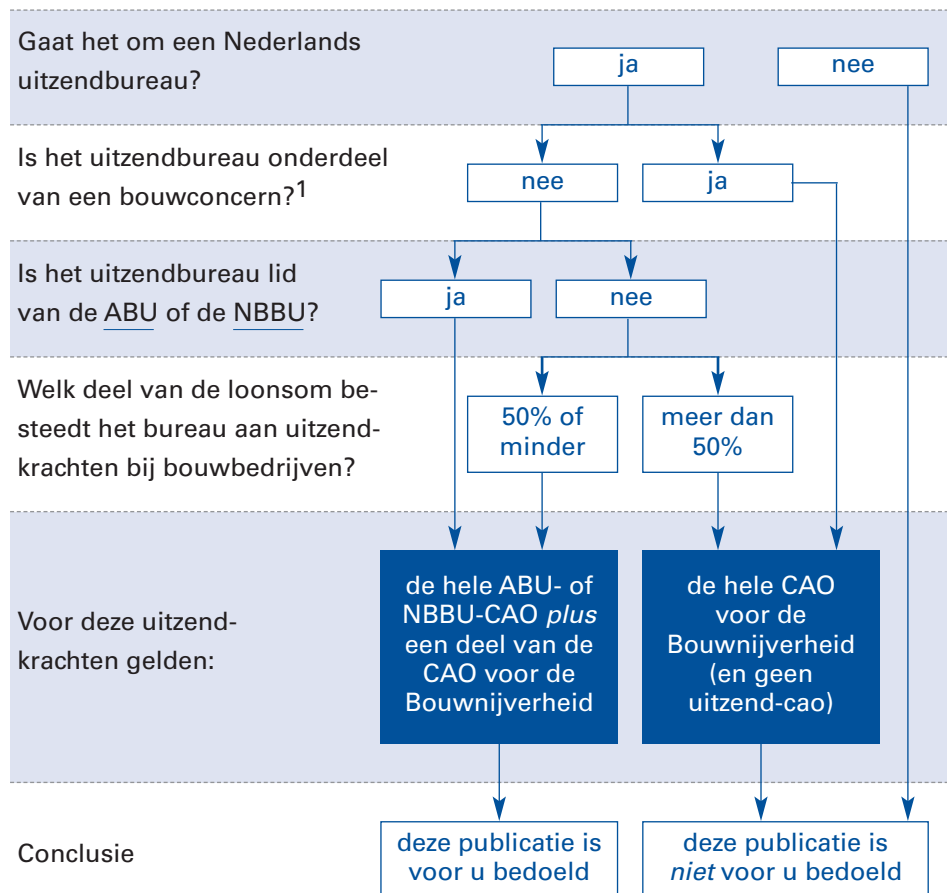 Gaat het om een Nederlands
uitzendbureau?
ja
nee
Is het uitzendbureau onderdeel
van een bouwconcern?1
nee
ja
Is het uitzendbureau lid
van de ABU of de NBBU?
ja
nee
Welk deel van de loonsom be-
steedt het bureau aan uitzend-
krachten bij bouwbedrijven?
50% of
minder
meer dan
50%
Voor deze uitzend-
krachten gelden:
de hele ABU- of
NBBU-CAO plus
een deel van de
CAO voor de
Bouwnijverheid
de hele CAO
voor de
Bouwnijverheid
(en geen
uitzend-cao)
Conclusie
deze publicatie is
voor u bedoeld
deze publicatie is
niet voor u bedoeld